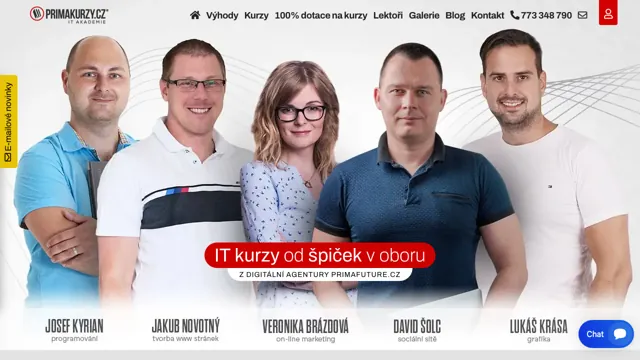 PRIMAKURZY.CZ®
IT AKADEMIE
Výhody
Kurzy
100% dotace na kurzy
Lektoři
Galerie
Blog
Kontakt
773 348 790
E-mailové novinky
IT kurzy od špiček v oboru
Z DIGITÁLNÍ AGENTURY PRIMAFUTURE.CZ
JOSEF KYRIAN
programování
JAKUB NOVOTNÝ
tvorba www stránek
VERONIKA BRÁZDOVÁ
on-line marketing
DAVID ŠOLC
sociální sítě
LUKÁŠ KRÁSA
grafika
Chat